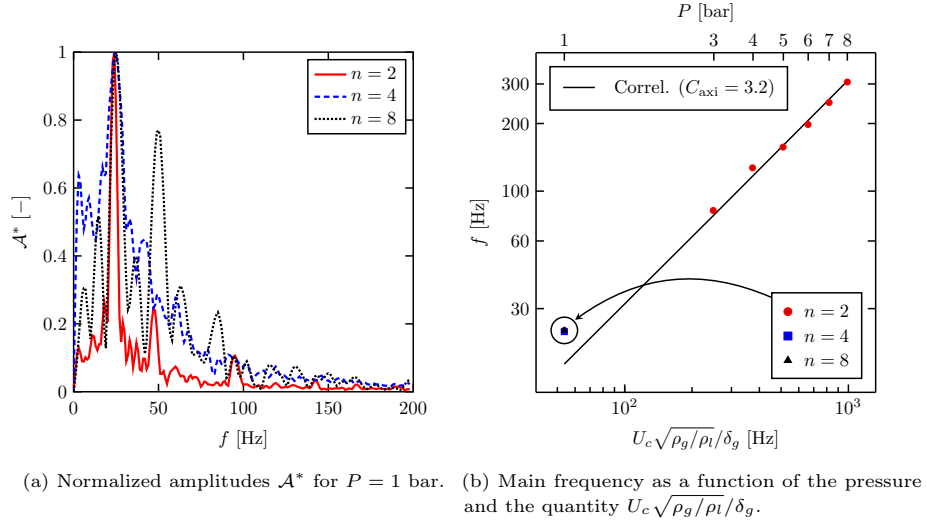 1
0.8
0.6
0.4
0.2
0
0 50 100 150 200
𝒜* [−]
f [Hz]
n = 2
n = 4
n = 8
P [bar]
1 3 4 5 6 7 8
300
200
100
60
30
f [Hz]
Correl. (C_axi = 3.2)
n = 2
n = 4
n = 8
10² 10³
U_c√ρ_g/ρ_l/δ_g [Hz]
(a) Normalized amplitudes 𝒜* for P = 1 bar.
(b) Main frequency as a function of the pressure
and the quantity U_c√ρ_g/ρ_l/δ_g.